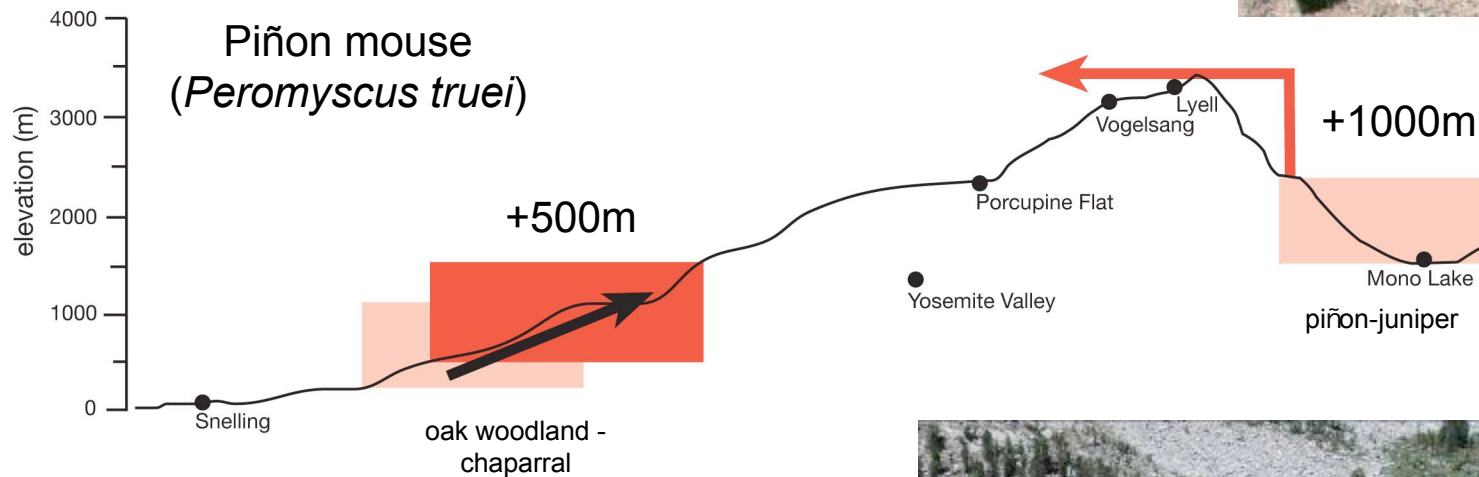 4000
Piñon mouse
(Peromyscus truei)
3000
2000
1000
0
elevation (m)
+500m
+1000m
Lyell
Vogelsang
Porcupine Flat
Yosemite Valley
Mono Lake
piñon-juniper
Snelling
oak woodland -
chaparral